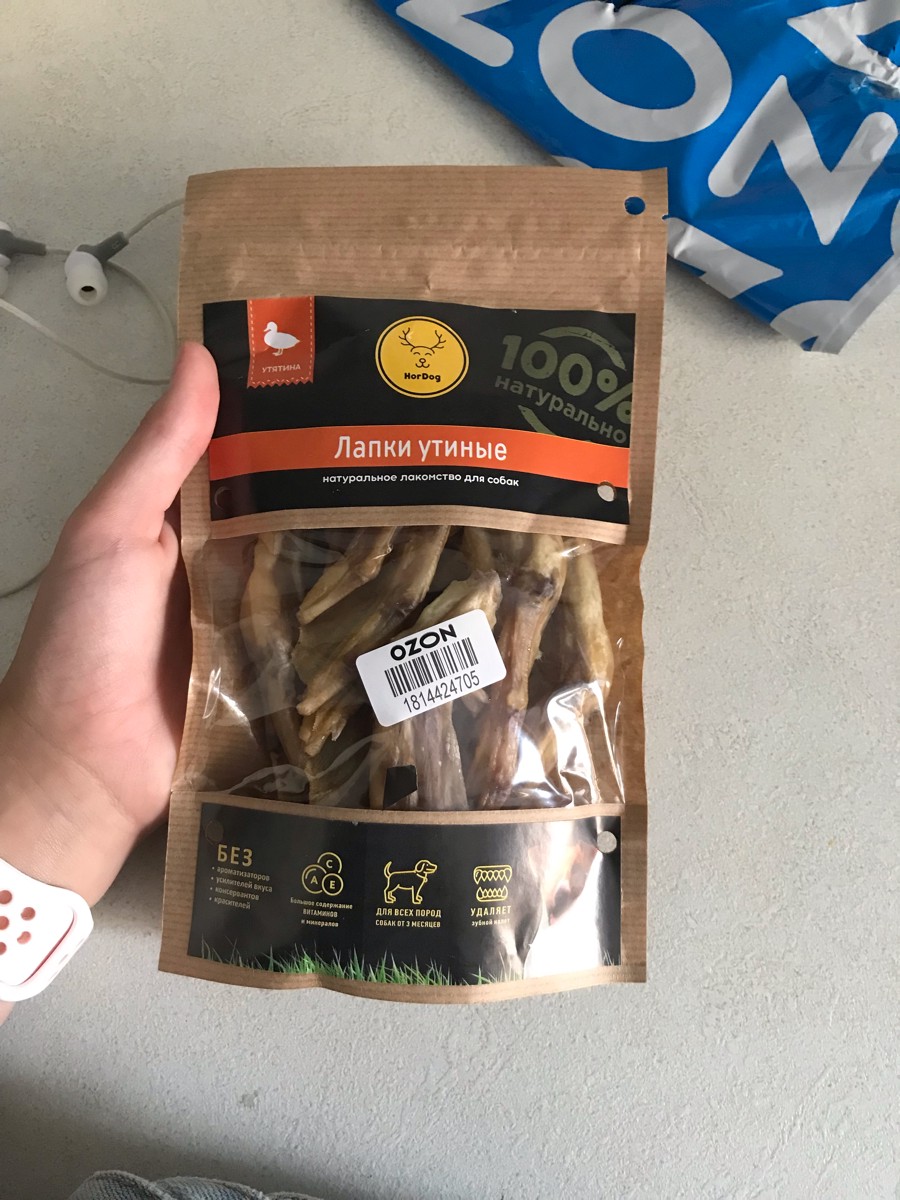 OZON
УТЯТИНА
HorDog
100%
натурально
Лапки утиные
натуральное лакомство для собак
OZON
1814424705
БЕЗ
• ароматизаторов
• усилителей вкуса
• консервантов
• красителей
C
A E
Большое содержание
ВИТАМИНОВ
и минералов
ДЛЯ ВСЕХ ПОРОД
СОБАК ОТ 3 МЕСЯЦЕВ
УДАЛЯЕТ
зубной налет